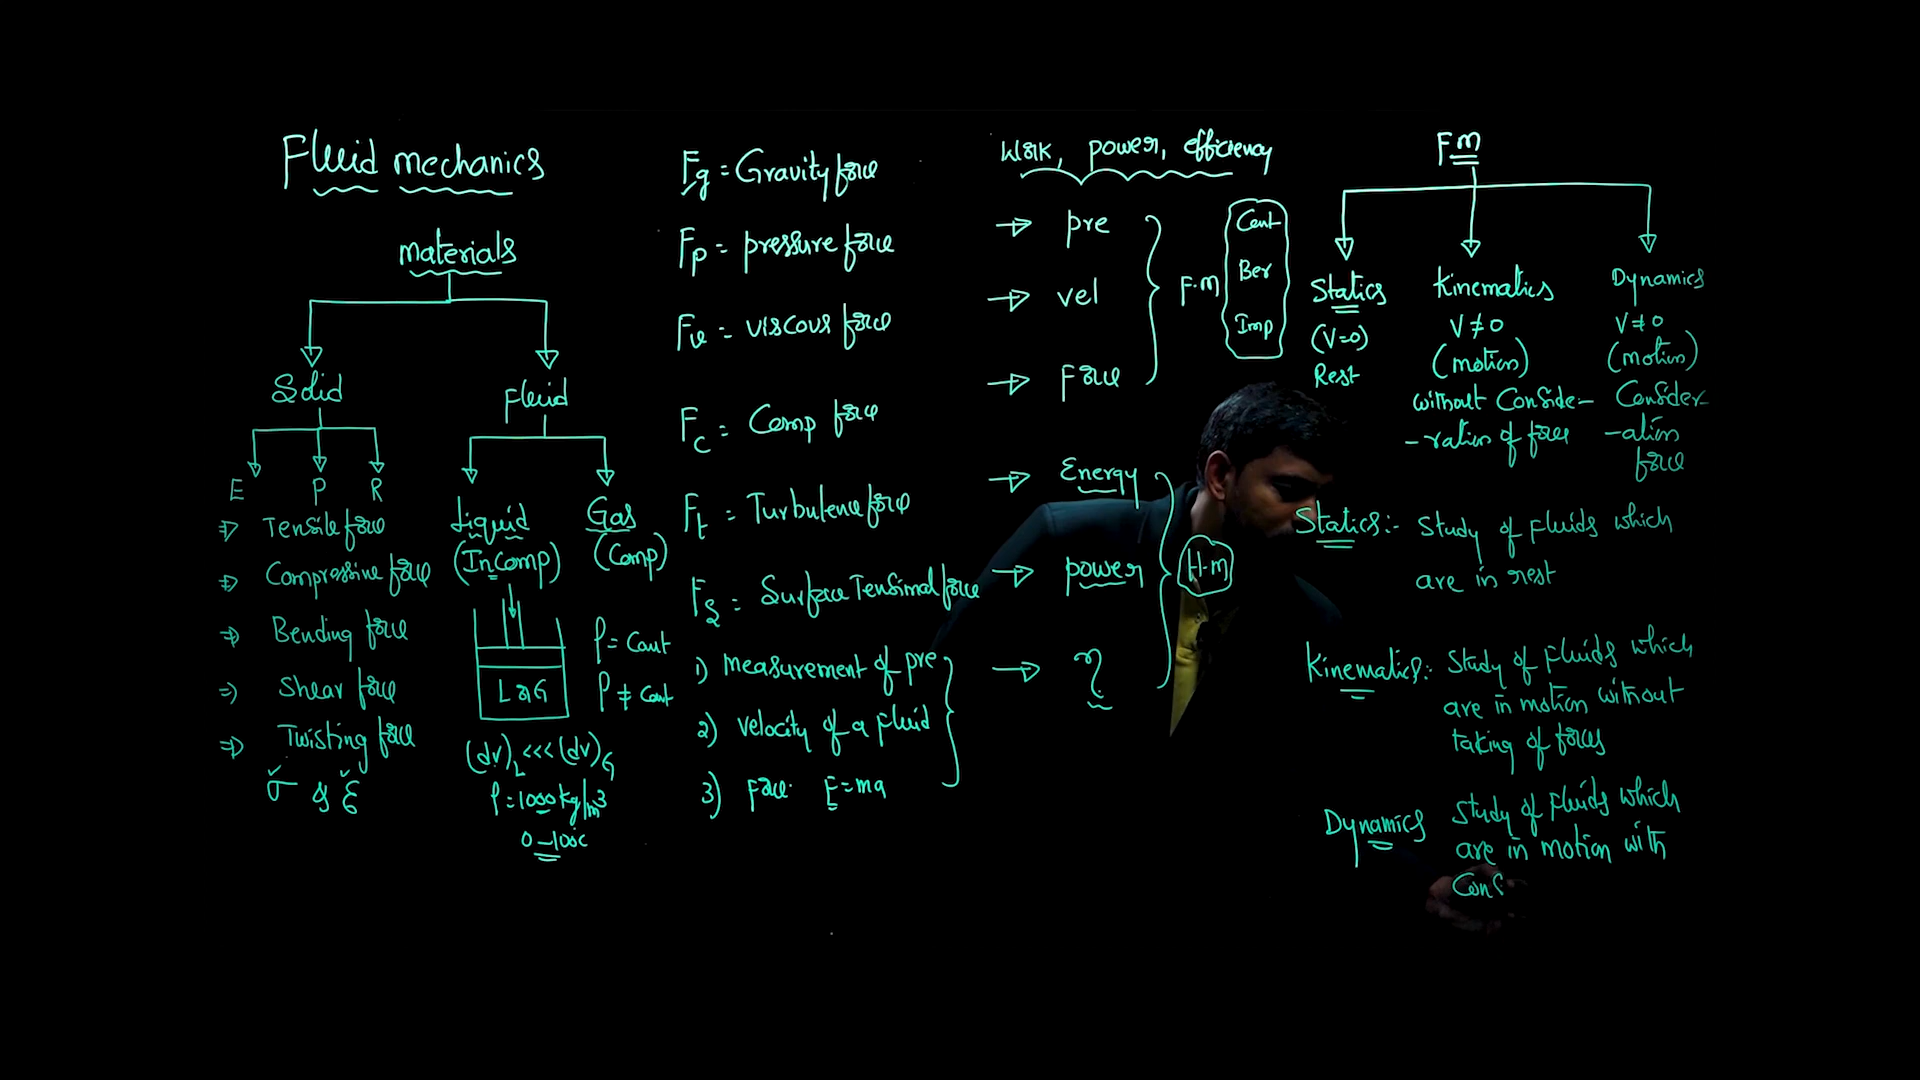 Fluid mechanics
materials
Solid
Fluid
E P R
⇒ Tensile force
⇒ Compressive force
⇒ Bending force
⇒ Shear force
⇒ Twisting force
σ & ξ
Liquid
(Incomp)
Gas
(Comp)
ρ = Cont
ρ ≠ Cont
L or G
(dv)L <<< (dv)G
ρ = 1000 kg/m³
0-100c
Fg = Gravity force
Fp = pressure force
Fv = viscous force
Fc = Comp force
Ft = Turbulence force
Fs = Surface Tensional force
1) measurement of pre
2) velocity of a fluid
3) Force F = ma
Work, power, efficiency
→ pre
→ vel
→ Force
F.M
Cont
Ber
Imp
→ Energy
→ power
→ η
H.M
F.M
Statics
(V=0)
Rest
Kinematics
V ≠ 0
(motion)
without Conside-
-ration of force
Dynamics
V ≠ 0
(motion)
Consider-
-ation
force
Statics:- Study of Fluids which
are in rest
Kinematics: Study of Fluids which
are in motion without
taking of forces
Dynamics Study of Fluids which
are in motion with
Cons